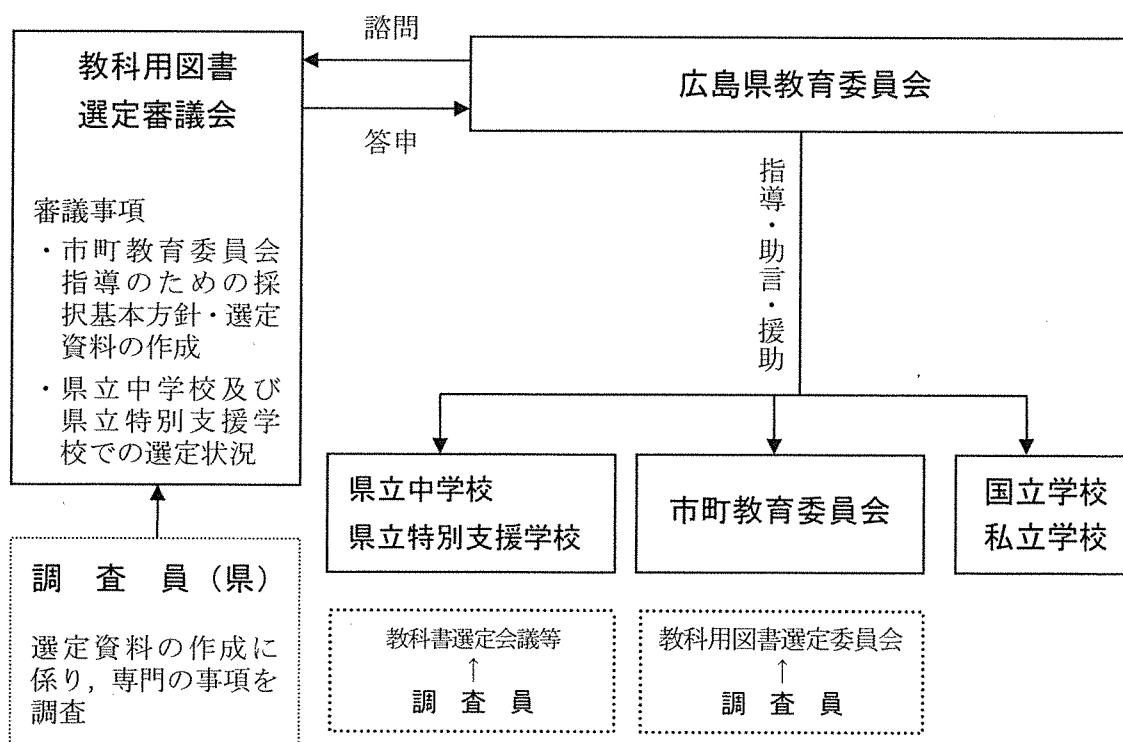 諮問
教科用図書
選定審議会
広島県教育委員会
答申
審議事項
・市町教育委員会
指導のための採
択基本方針・選定
資料の作成
・県立中学校及び
県立特別支援学
校での選定状況
指導・助言・援助
県立中学校
県立特別支援学校
市町教育委員会
国立学校
私立学校
調査員（県）
選定資料の作成に
係り，専門の事項を
調査
教科書選定会議等
↑
調査員
教科用図書選定委員会
↑
調査員